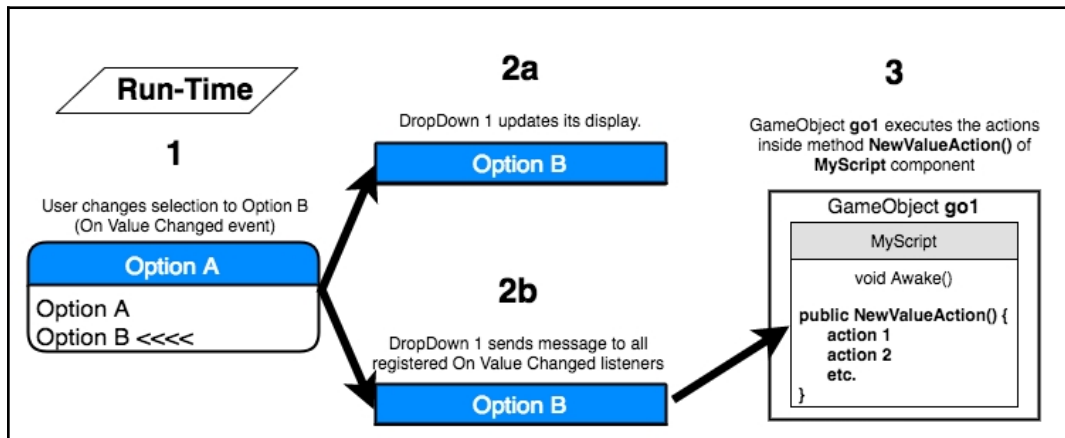 Run-Time
1
User changes selection to Option B
(On Value Changed event)
Option A
Option A
Option B <<<<
2a
DropDown 1 updates its display.
Option B
2b
DropDown 1 sends message to all
registered On Value Changed listeners
Option B
3
GameObject go1 executes the actions
inside method NewValueAction() of
MyScript component
GameObject go1
MyScript
void Awake()
public NewValueAction() {
action 1
action 2
etc.
}